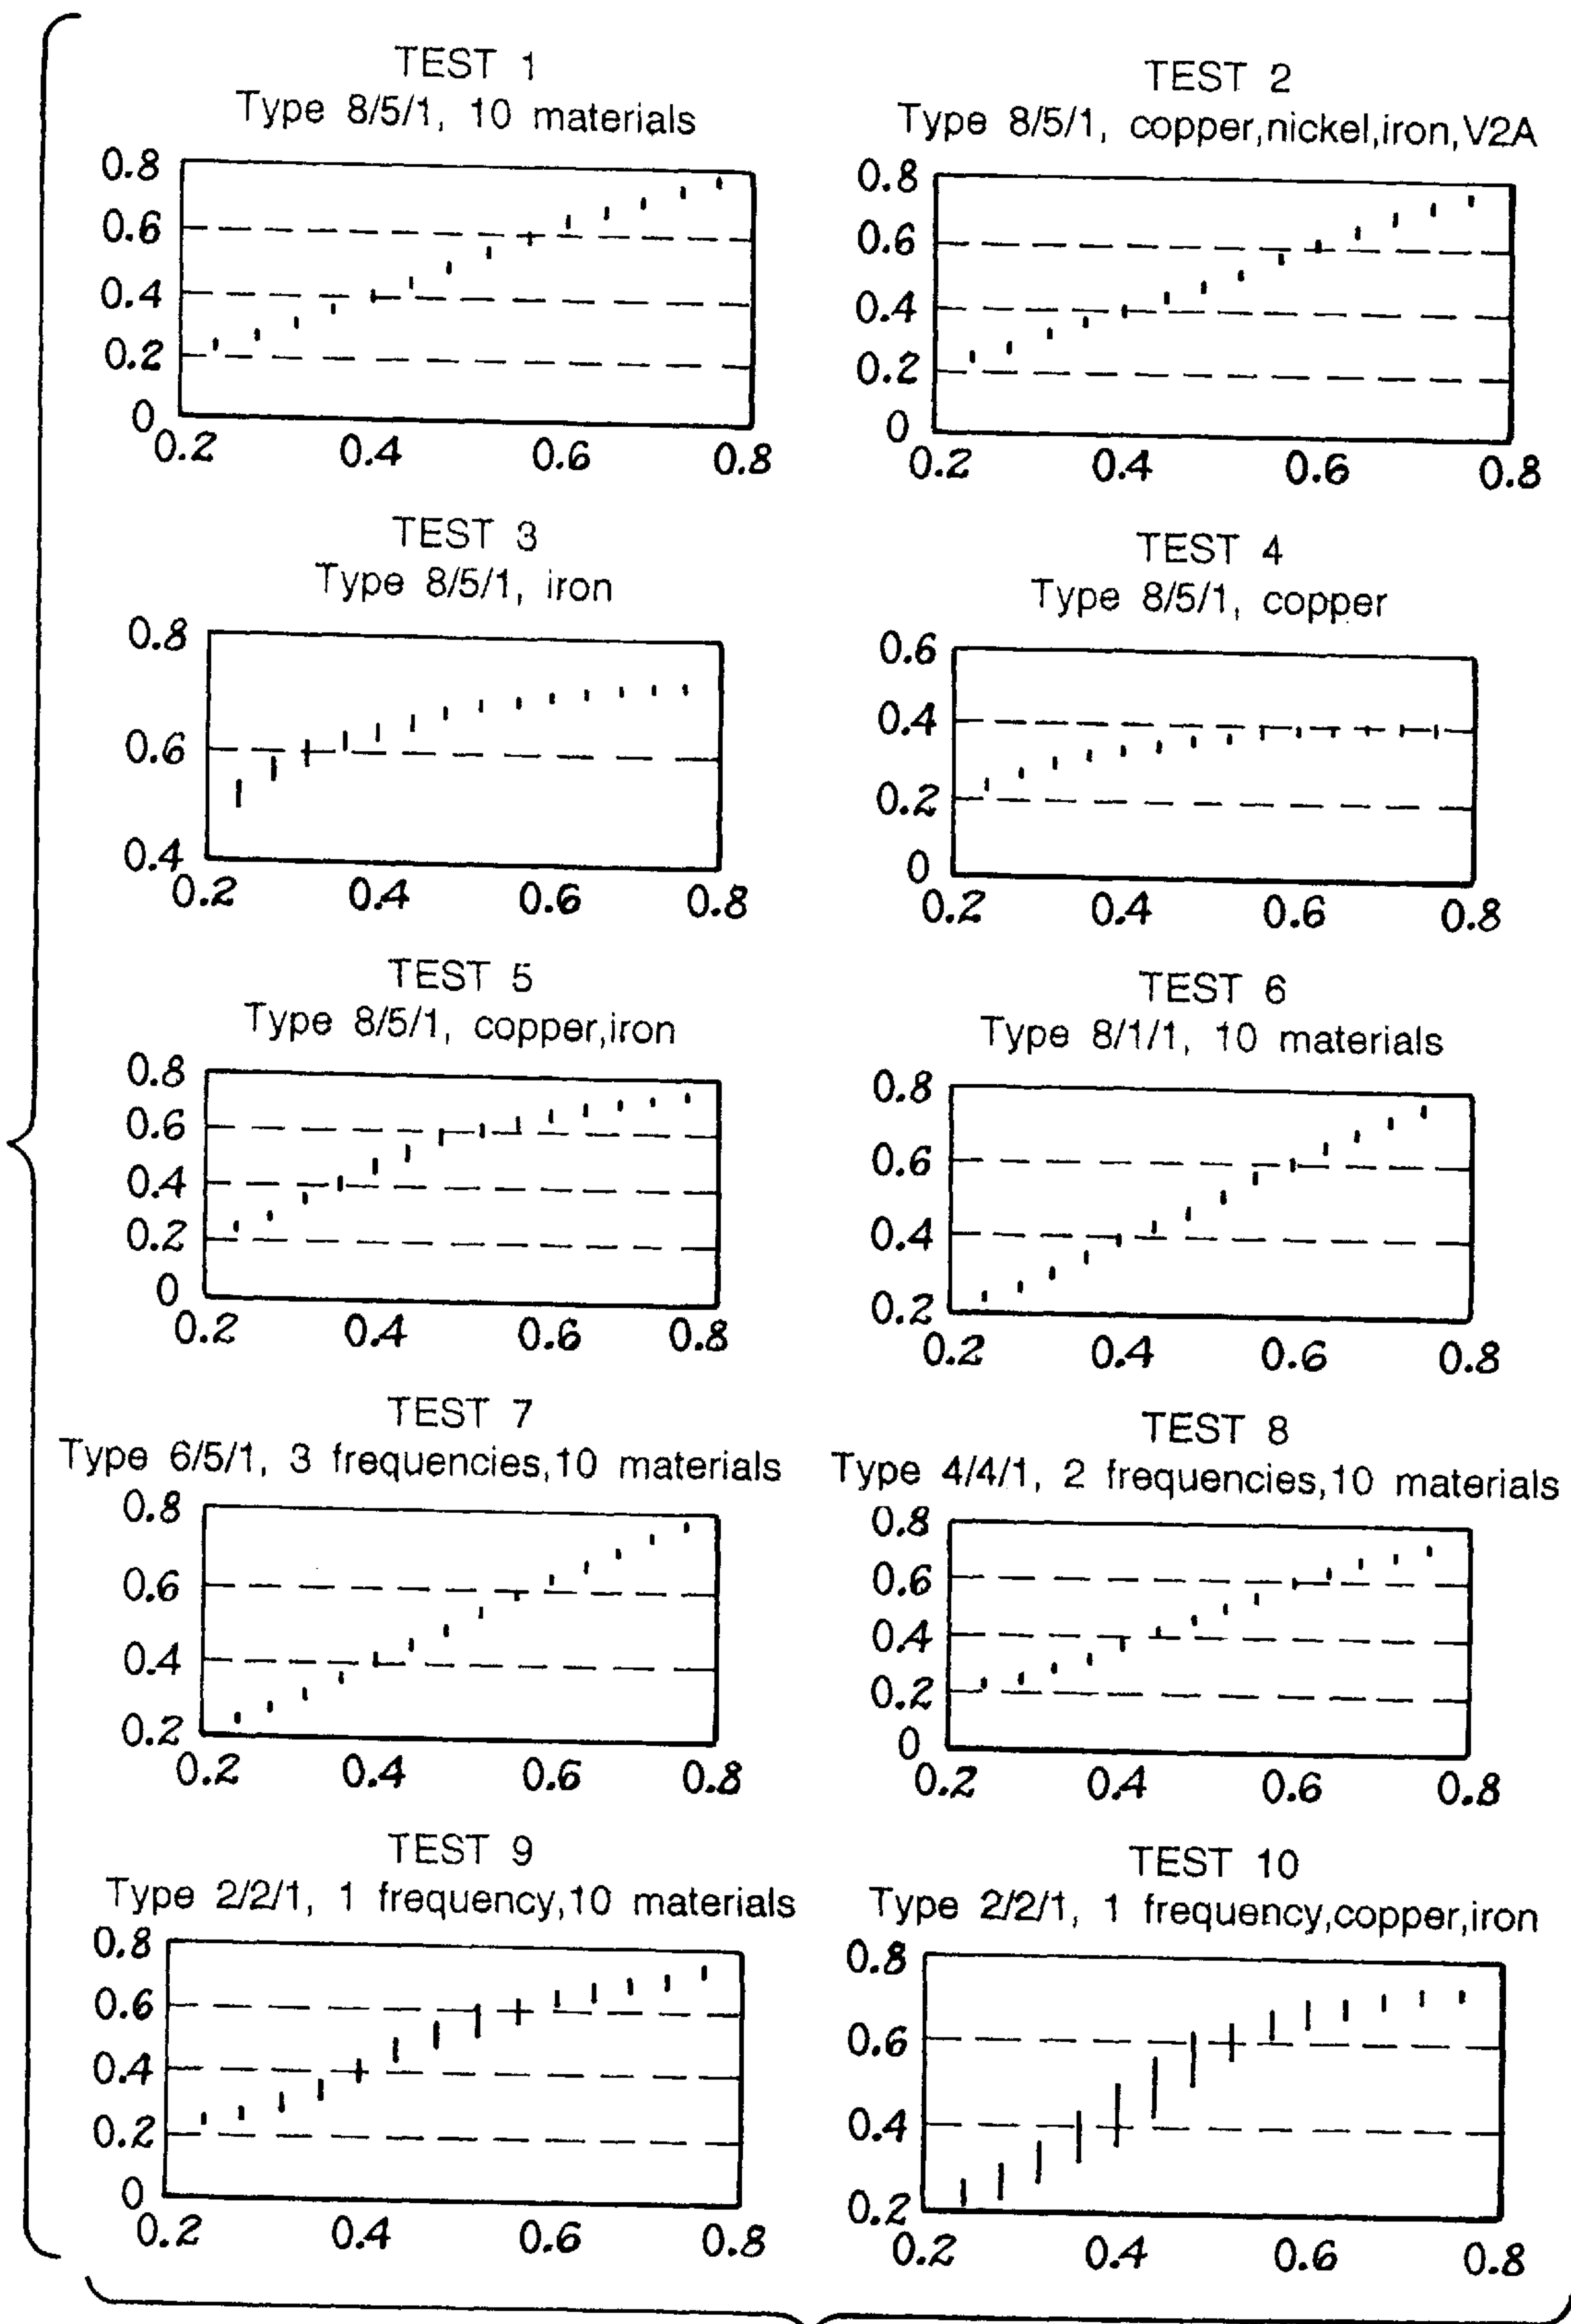 TEST 1
Type 8/5/1, 10 materials
0.8
0.6
0.4
0.2
0
0.2 0.4 0.6 0.8
TEST 2
Type 8/5/1, copper,nickel,iron,V2A
0.8
0.6
0.4
0.2
0
0.2 0.4 0.6 0.8
TEST 3
Type 8/5/1, iron
0.8
0.6
0.4
0.2 0.4 0.6 0.8
TEST 4
Type 8/5/1, copper
0.6
0.4
0.2
0
0.2 0.4 0.6 0.8
TEST 5
Type 8/5/1, copper,iron
0.8
0.6
0.4
0.2
0
0.2 0.4 0.6 0.8
TEST 6
Type 8/1/1, 10 materials
0.8
0.6
0.4
0.2
0.2 0.4 0.6 0.8
TEST 7
Type 6/5/1, 3 frequencies,10 materials
0.8
0.6
0.4
0.2
0.2 0.4 0.6 0.8
TEST 8
Type 4/4/1, 2 frequencies,10 materials
0.8
0.6
0.4
0.2
0
0.2 0.4 0.6 0.8
TEST 9
Type 2/2/1, 1 frequency,10 materials
0.8
0.6
0.4
0.2
0
0.2 0.4 0.6 0.8
TEST 10
Type 2/2/1, 1 frequency,copper,iron
0.8
0.6
0.4
0.2
0.2 0.4 0.6 0.8